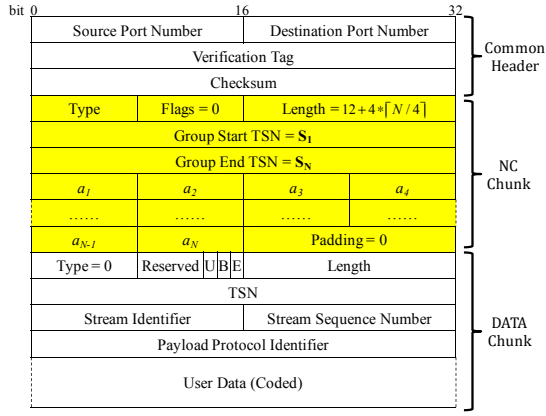 bit 0 16 32
Source Port Number Destination Port Number
Verification Tag
Checksum
Common
Header
Type Flags = 0 Length = 12+4*⌈N/4⌉
Group Start TSN = S1
Group End TSN = SN
a1 a2 a3 a4
...... ...... ...... ......
aN-1 aN Padding = 0
NC
Chunk
Type = 0 Reserved U B E Length
TSN
Stream Identifier Stream Sequence Number
Payload Protocol Identifier
User Data (Coded)
DATA
Chunk